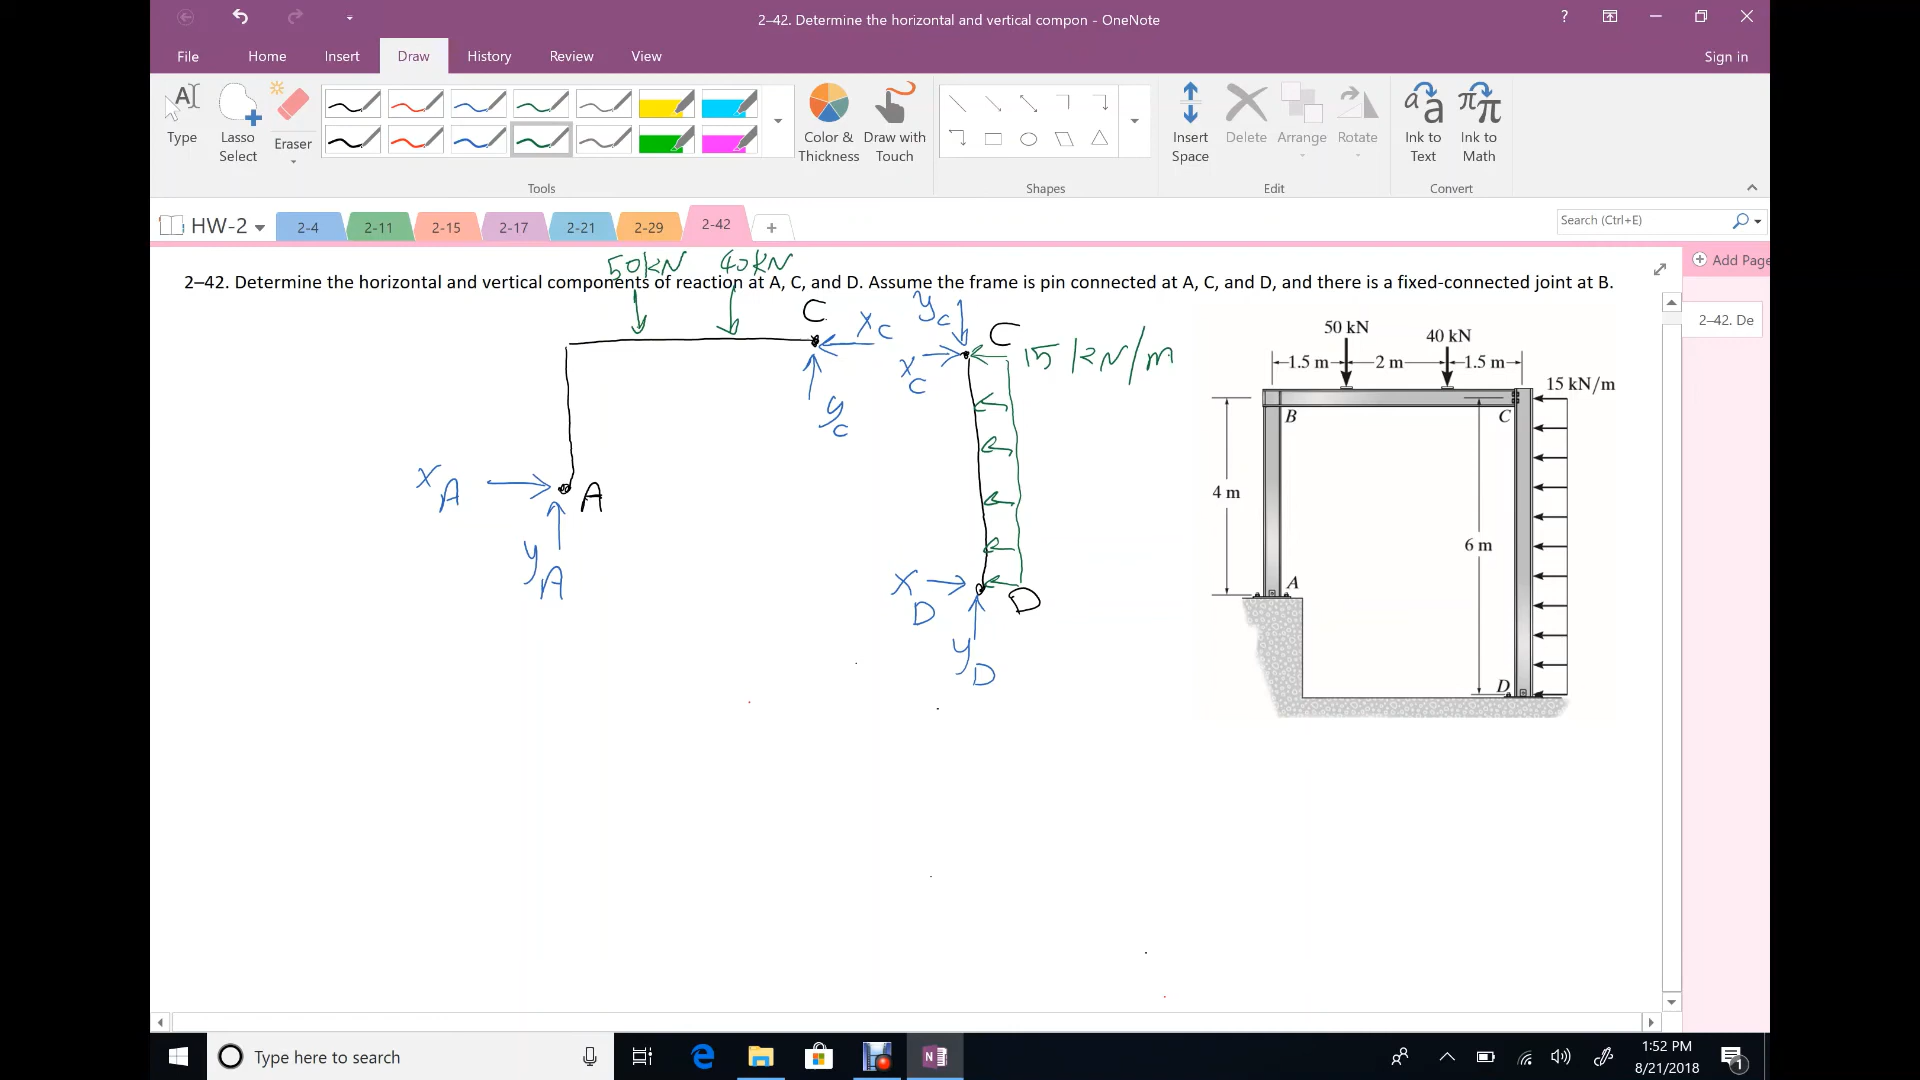 2–42. Determine the horizontal and vertical compon - OneNote
?
File Home Insert Draw History Review View
Sign in
Type
Lasso Select
Eraser
Color & Thickness
Draw with Touch
Insert Space
Delete
Arrange
Rotate
Ink to Text
Ink to Math
Tools
Shapes
Edit
Convert
HW-2
2-4
2-11
2-15
2-17
2-21
2-29
2-42
+
Search (Ctrl+E)
Add Page
2–42. De
50kN 40kN
2–42. Determine the horizontal and vertical components of reaction at A, C, and D. Assume the frame is pin connected at A, C, and D, and there is a fixed-connected joint at B.
C
xC
yC
xA
A
yA
yC
C
xC
15 kN/m
xD
D
yD
50 kN
40 kN
1.5 m
2 m
1.5 m
15 kN/m
B
C
4 m
6 m
A
D
Type here to search
1:52 PM
8/21/2018
1